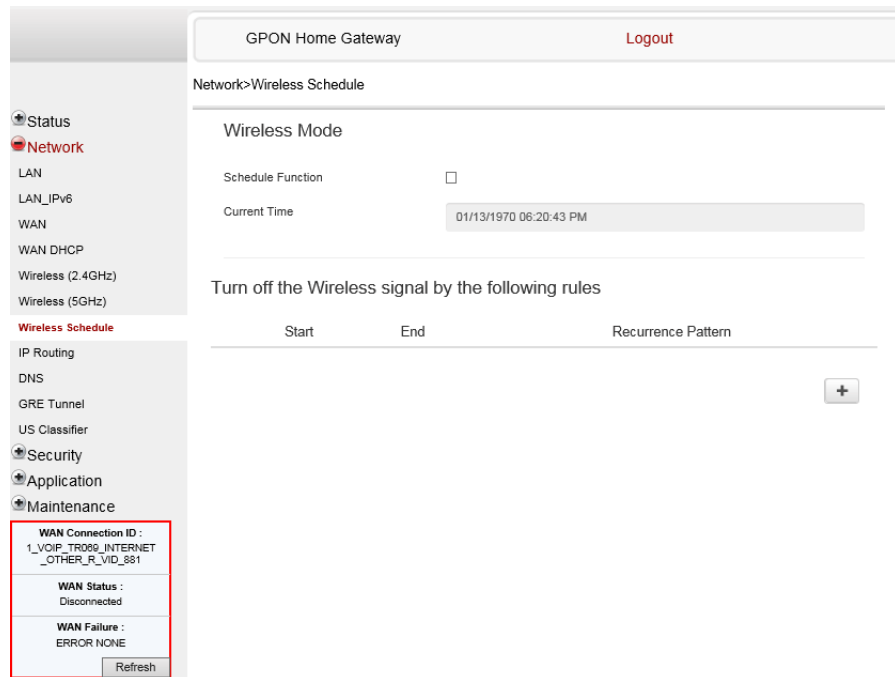 GPON Home Gateway Logout
Network>Wireless Schedule
Status
Network
LAN
LAN_IPv6
WAN
WAN DHCP
Wireless (2.4GHz)
Wireless (5GHz)
Wireless Schedule
IP Routing
DNS
GRE Tunnel
US Classifier
Security
Application
Maintenance
WAN Connection ID :
1_VOIP_TR069_INTERNET
_OTHER_R_VID_881
WAN Status :
Disconnected
WAN Failure :
ERROR NONE
Refresh
Wireless Mode
Schedule Function
Current Time 01/13/1970 06:20:43 PM
Turn off the Wireless signal by the following rules
Start End Recurrence Pattern
+